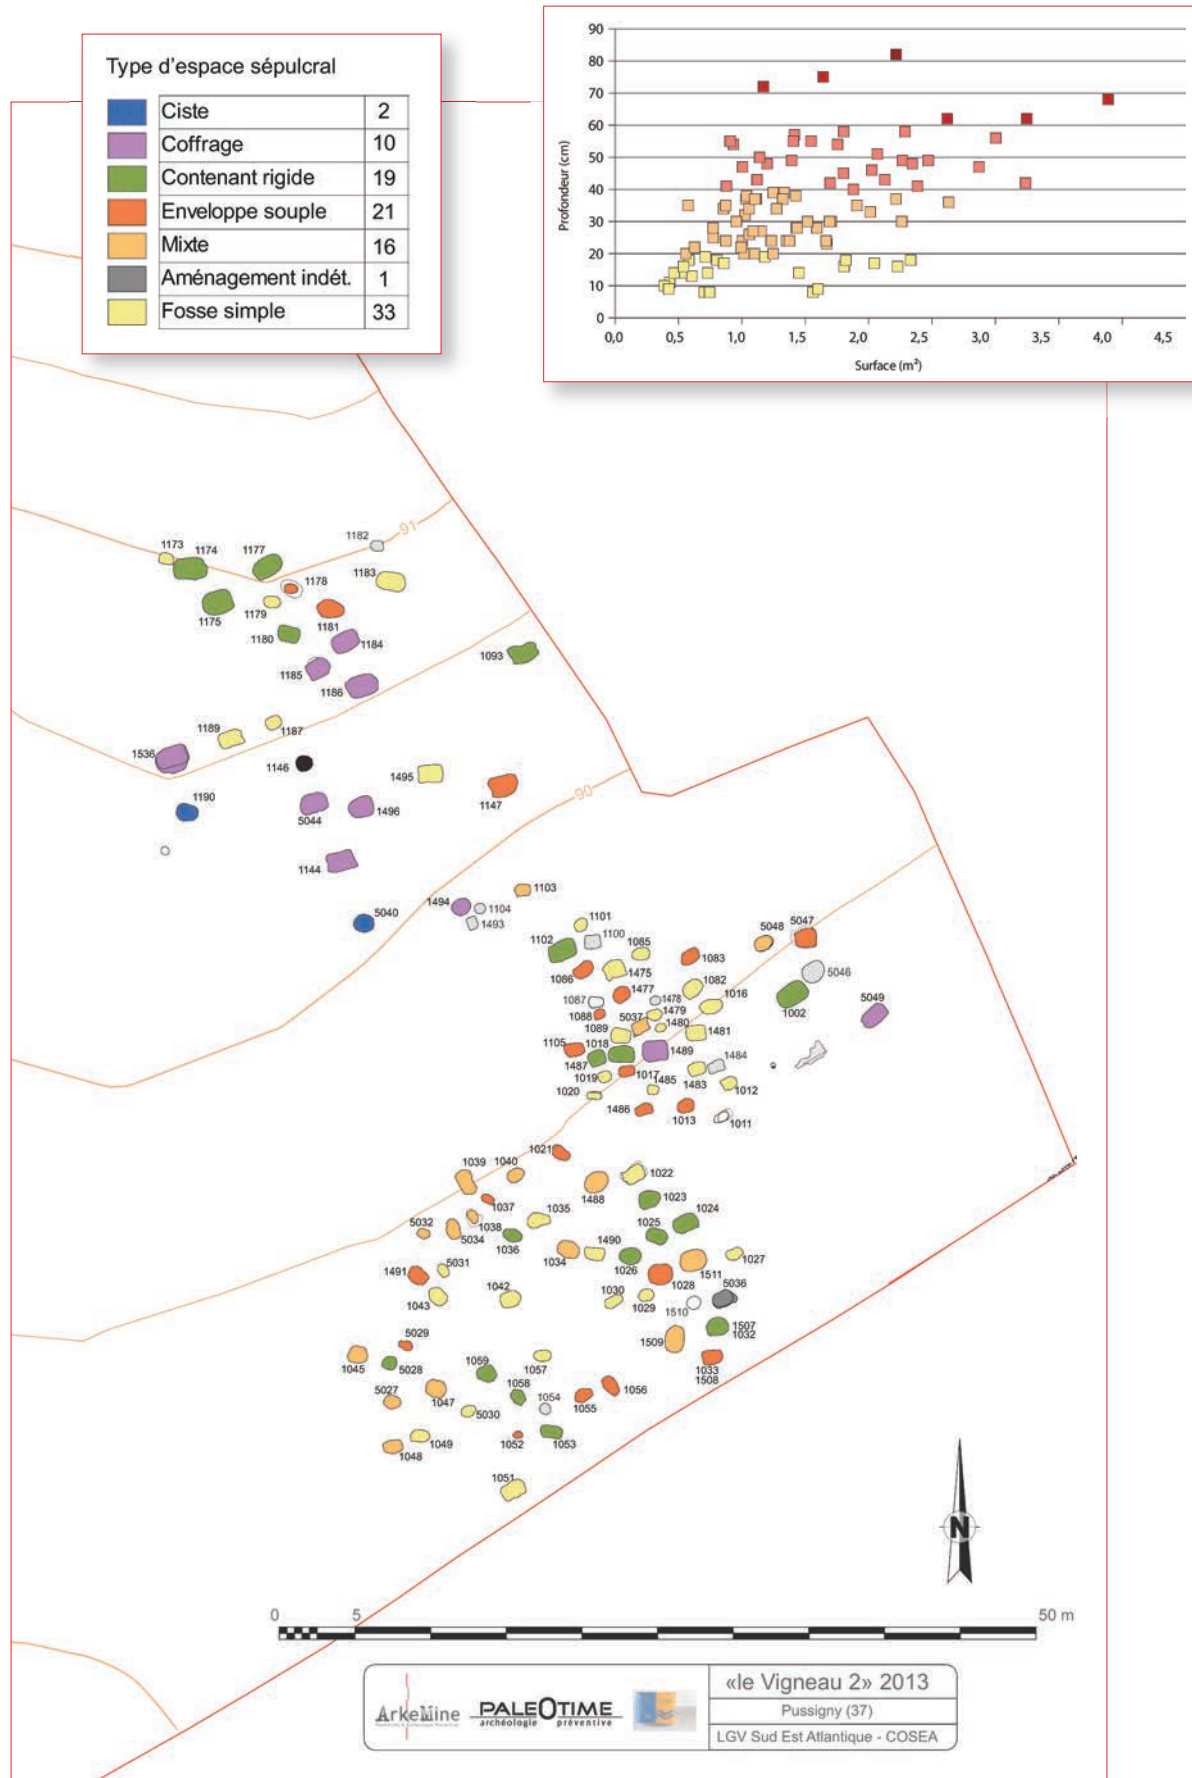 Type d'espace sépulcral
Ciste 2
Coffrage 10
Contenant rigide 19
Enveloppe souple 21
Mixte 16
Aménagement indét. 1
Fosse simple 33
Profondeur (cm)
90
80
70
60
50
40
30
20
10
0
0,0 0,5 1,0 1,5 2,0 2,5 3,0 3,5 4,0 4,5
Surface (m²)
91
1182
1173 1174 1177
1178 1183
1175 1179 1181
1180 1184
1185 1093
1186
1189 1187
1536
1146 1495
1190 1147
5044 1496
90
1144
1103
5040 1494 1104
1493
1101
1100
1102 1085 5048 5047
1086 1475 1083
1082 5046
1477 1016
1087 1478 1002 5049
1088 5037 1479
1089 1480 1481
1105 1018
1487 1489 1484
1019 1017 1483
1020 1485 1012
1486 1013 1011
1021
1039 1040 1022
1037 1488 1023
1038 1035 1024
5032 5034 1025
1036 1490
1034 1027
5031 1026 1511
1491 1028 5036
1042 1030
1043 1029 1510
1507
1032
1509
5029
1045 5028 1059 1057 1033
1508
1058
5027 1047 1054 1056
5030 1055
1049 1052 1053
1048
1051
N
0 5 50 m
ArkeMine
PALEOTIME
archéologie préventive
«le Vigneau 2» 2013
Pussigny (37)
LGV Sud Est Atlantique - COSEA